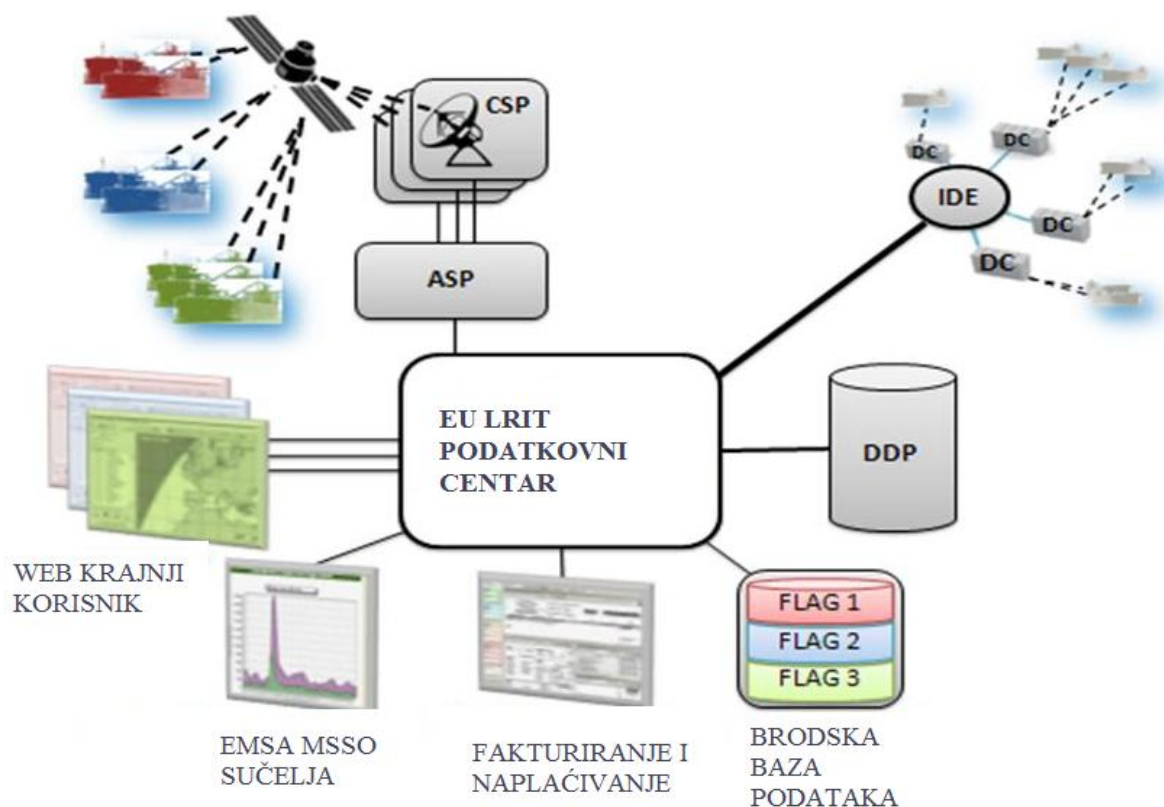 CSP
ASP
IDE
DC
DC
DC
DC
EU LRIT
PODATKOVNI
CENTAR
DDP
WEB KRAJNJI
KORISNIK
FLAG 1
FLAG 2
FLAG 3
EMSA MSSO
SUČELJA
FAKTURIRANJE I
NAPLAĆIVANJE
BRODSKA
BAZA
PODATAKA